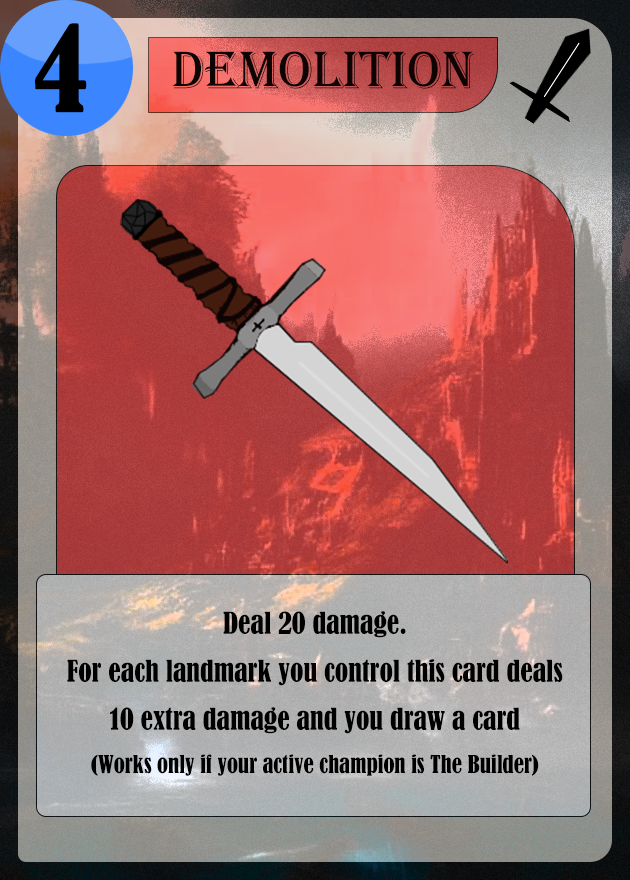 4
DEMOLITION
Deal 20 damage.
For each landmark you control this card deals
10 extra damage and you draw a card
(Works only if your active champion is The Builder)